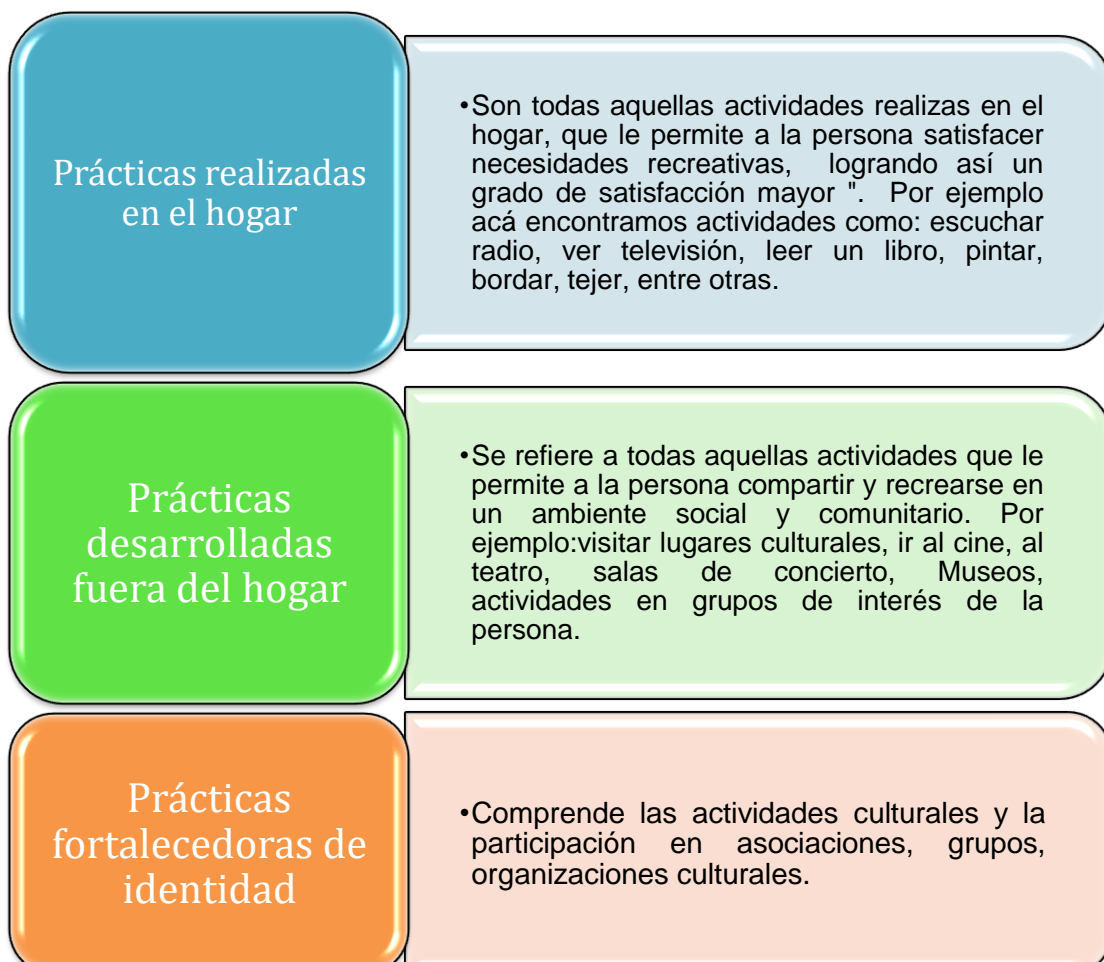 Prácticas realizadas
en el hogar
•Son todas aquellas actividades realizas en el
hogar, que le permite a la persona satisfacer
necesidades recreativas, logrando así un
grado de satisfacción mayor ". Por ejemplo
acá encontramos actividades como: escuchar
radio, ver televisión, leer un libro, pintar,
bordar, tejer, entre otras.
Prácticas
desarrolladas
fuera del hogar
•Se refiere a todas aquellas actividades que le
permite a la persona compartir y recrearse en
un ambiente social y comunitario. Por
ejemplo:visitar lugares culturales, ir al cine, al
teatro, salas de concierto, Museos,
actividades en grupos de interés de la
persona.
Prácticas
fortalecedoras de
identidad
•Comprende las actividades culturales y la
participación en asociaciones, grupos,
organizaciones culturales.